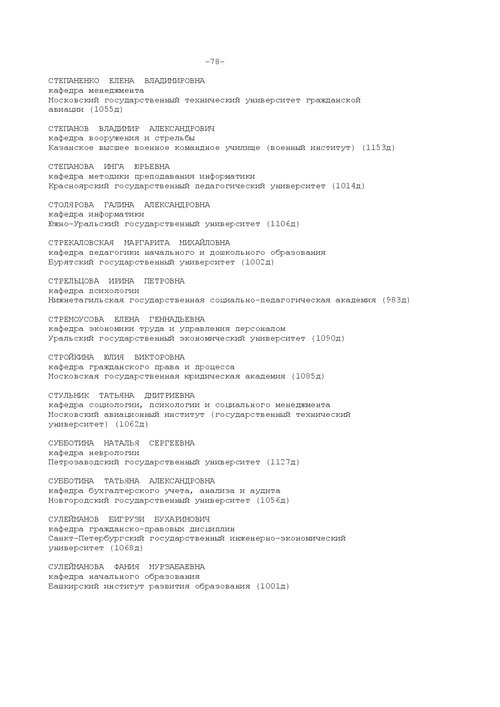 -78-
СТЕПАНЕНКО ЕЛЕНА ВЛАДИМИРОВНА
кафедра менеджмента
Московский государственный технический университет гражданской
авиации (1055д)
СТЕПАНОВ ВЛАДИМИР АЛЕКСАНДРОВИЧ
кафедра вооружения и стрельбы
Казанское высшее военное командное училище (военный институт) (1153д)
СТЕПАНОВА ИНГА ЮРЬЕВНА
кафедра методики преподавания информатики
Красноярский государственный педагогический университет (1014д)
СТОЛЯРОВА ГАЛИНА АЛЕКСАНДРОВНА
кафедра информатики
Южно-Уральский государственный университет (1106д)
СТРЕКАЛОВСКАЯ МАРГАРИТА МИХАЙЛОВНА
кафедра педагогики начального и дошкольного образования
Бурятский государственный университет (1002д)
СТРЕЛЬЦОВА ИРИНА ПЕТРОВНА
кафедра психологии
Нижнетагильская государственная социально-педагогическая академия (983д)
СТРЕМОУСОВА ЕЛЕНА ГЕННАДЬЕВНА
кафедра экономики труда и управления персоналом
Уральский государственный экономический университет (1090д)
СТРОЙКИНА ЮЛИЯ ВИКТОРОВНА
кафедра гражданского права и процесса
Московская государственная юридическая академия (1085д)
СТУЛЬНИК ТАТЬЯНА ДМИТРИЕВНА
кафедра социологии, психологии и социального менеджмента
Московский авиационный институт (государственный технический
университет) (1062д)
СУББОТИНА НАТАЛЬЯ СЕРГЕЕВНА
кафедра неврологии
Петрозаводский государственный университет (1127д)
СУББОТИНА ТАТЬЯНА АЛЕКСАНДРОВНА
кафедра бухгалтерского учета, анализа и аудита
Новгородский государственный университет (1056д)
СУЛЕЙМАНОВ БИГРУЗИ БУХАРИНОВИЧ
кафедра гражданско-правовых дисциплин
Санкт-Петербургский государственный инженерно-экономический
университет (1068д)
СУЛЕЙМАНОВА ФАНИЯ МУРЗАБАЕВНА
кафедра начального образования
Башкирский институт развития образования (1001д)